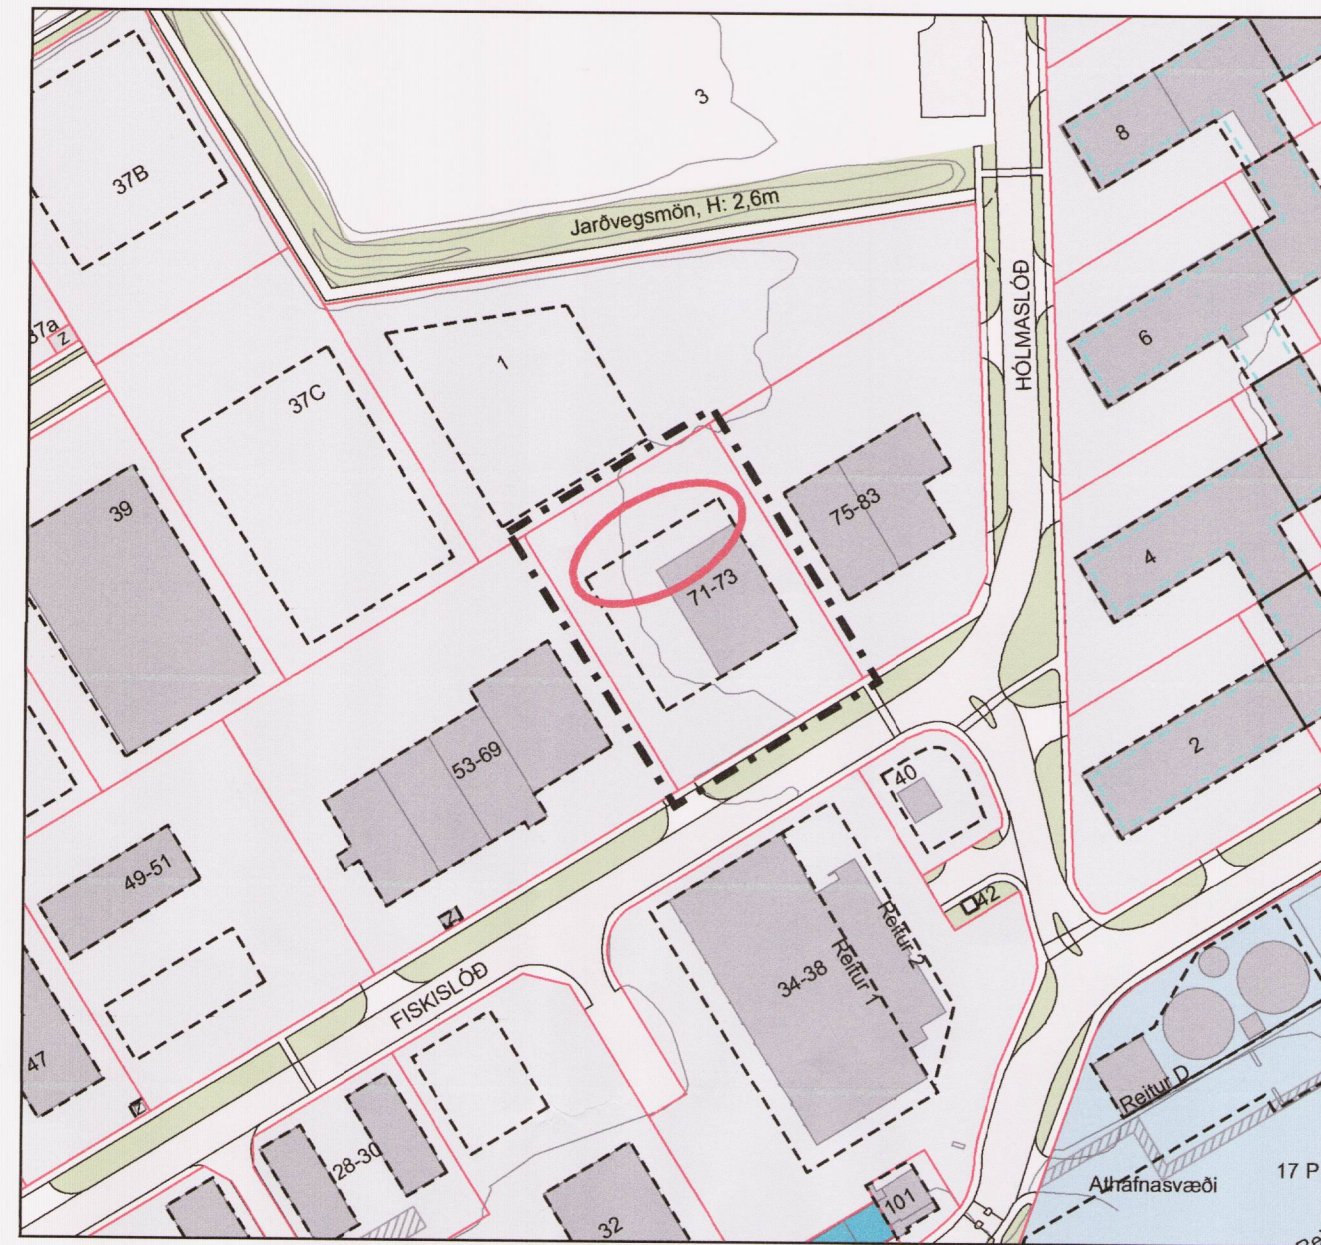 3
8
37B
Jarðvegsmön, H: 2,6m
HÓLMASLÓÐ
37a
Z
1
6
37C
39
75-83
4
71-73
2
53-69
40
49-51
Z
42
Reitur 2
Reitur 1
34-38
FISKISLÓÐ
47
Z
Reitur D
28-30
Athafnasvæði
17 P
101
32
Re